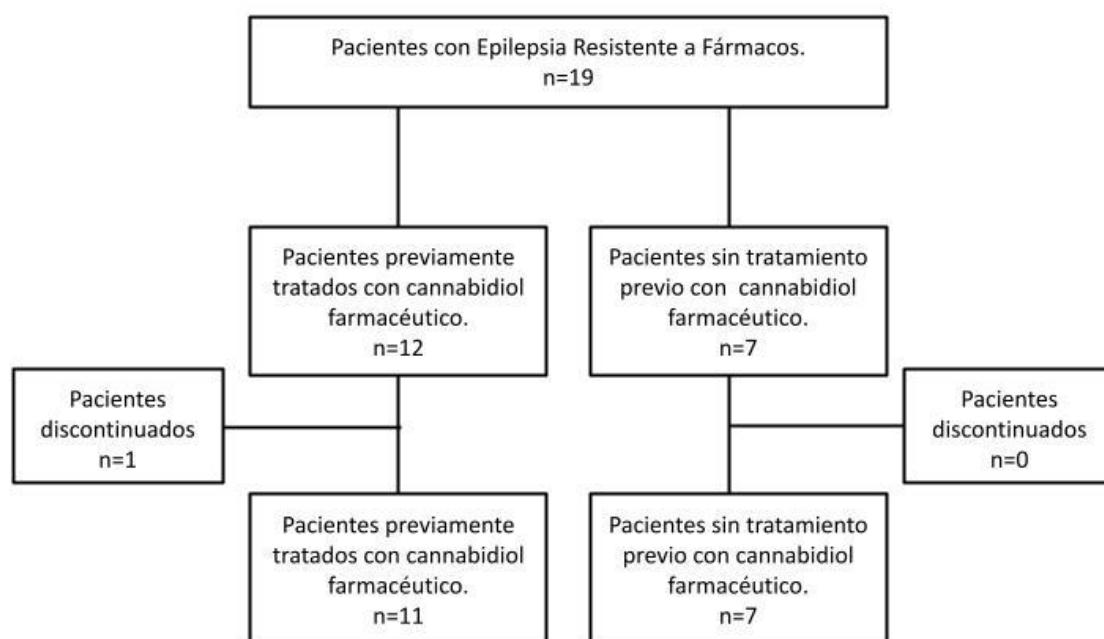 Pacientes con Epilepsia Resistente a Fármacos.
n=19
Pacientes previamente
tratados con cannabidiol
farmacéutico.
n=12
Pacientes sin tratamiento
previo con cannabidiol
farmacéutico.
n=7
Pacientes
discontinuados
n=1
Pacientes
discontinuados
n=0
Pacientes previamente
tratados con cannabidiol
farmacéutico.
n=11
Pacientes sin tratamiento
previo con cannabidiol
farmacéutico.
n=7